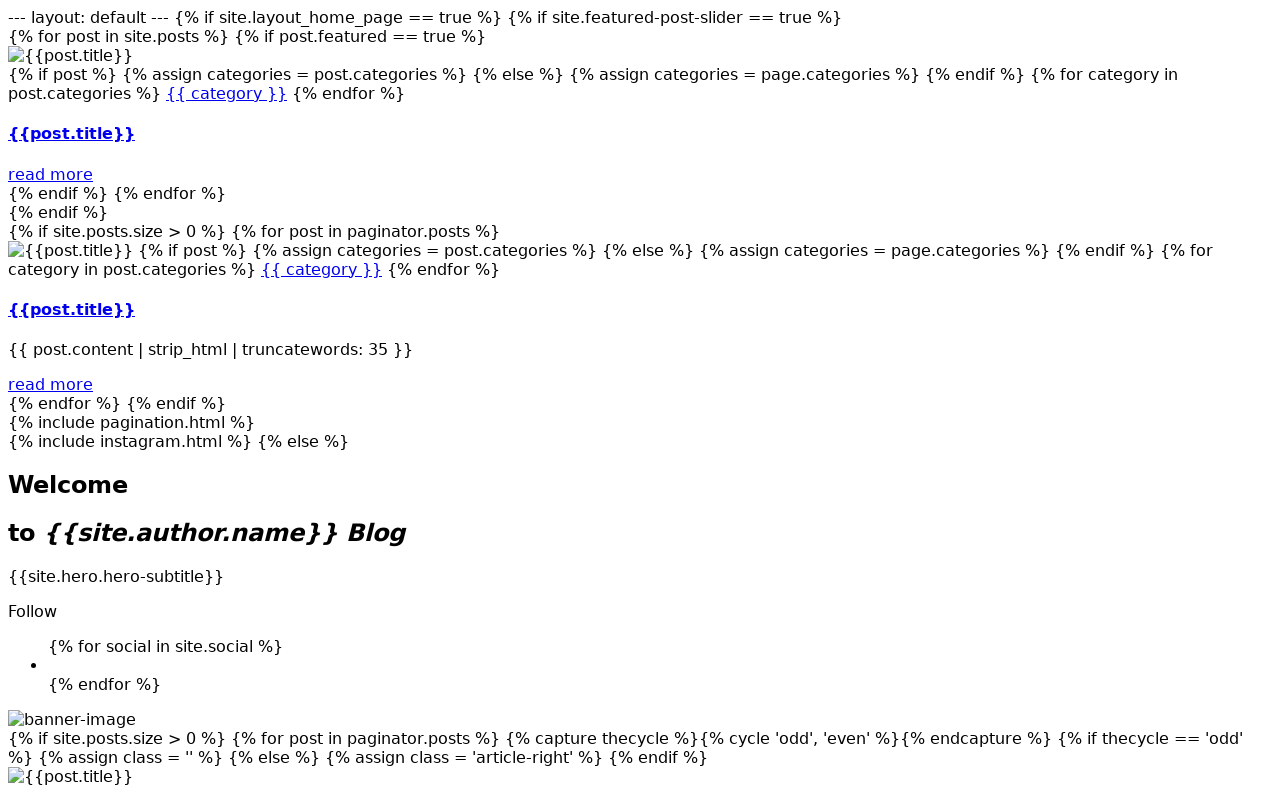 --- layout: default --- {% if site.layout_home_page == true %} {% if site.featured-post-slider == true %}
{% for post in site.posts %} {% if post.featured == true %}
{{post.title}}
{% if post %} {% assign categories = post.categories %} {% else %} {% assign categories = page.categories %} {% endif %} {% for category in
post.categories %} {{ category }} {% endfor %}
{{post.title}}
read more
{% endif %} {% endfor %}
{% endif %}
{% if site.posts.size > 0 %} {% for post in paginator.posts %}
{{post.title}} {% if post %} {% assign categories = post.categories %} {% else %} {% assign categories = page.categories %} {% endif %} {% for
category in post.categories %} {{ category }} {% endfor %}
{{post.title}}
{{ post.content | strip_html | truncatewords: 35 }}
read more
{% endfor %} {% endif %}
{% include pagination.html %}
{% include instagram.html %} {% else %}
Welcome
to {{site.author.name}} Blog
{{site.hero.hero-subtitle}}
Follow
{% for social in site.social %}
{% endfor %}
banner-image
{% if site.posts.size > 0 %} {% for post in paginator.posts %} {% capture thecycle %}{% cycle 'odd', 'even' %}{% endcapture %} {% if thecycle == 'odd'
%} {% assign class = '' %} {% else %} {% assign class = 'article-right' %} {% endif %}
{{post.title}}